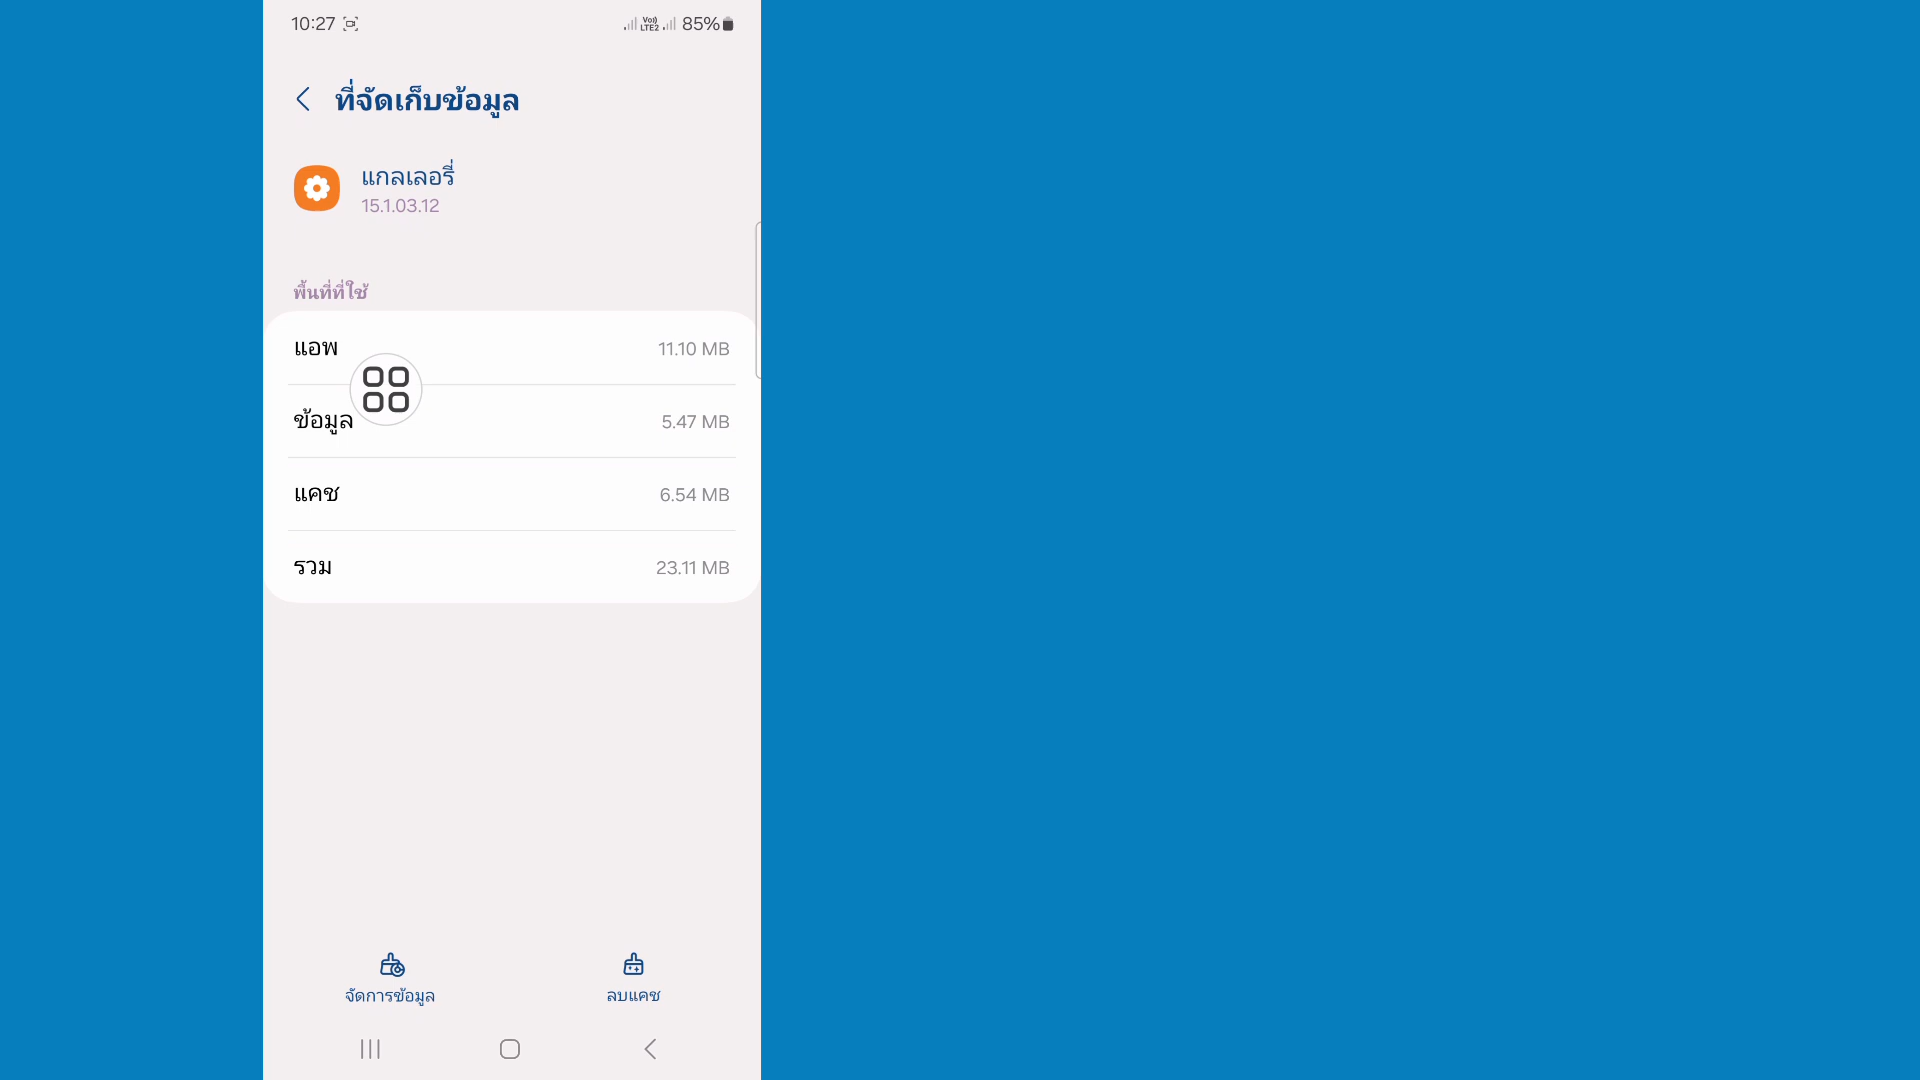 10:27 Vo)) LTE2 85%
ที่จัดเก็บข้อมูล
แกลเลอรี่
15.1.03.12
พื้นที่ที่ใช้
แอพ 11.10 MB
ข้อมูล 5.47 MB
แคช 6.54 MB
รวม 23.11 MB
จัดการข้อมูล ลบแคช